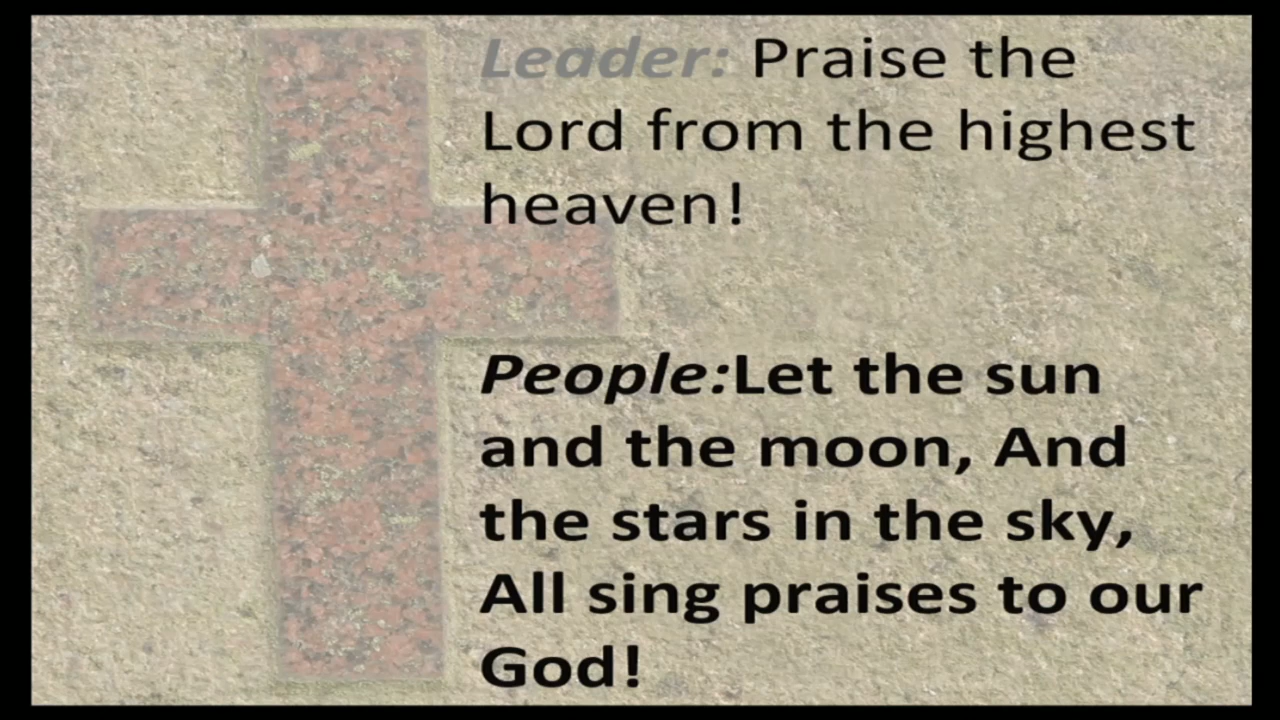 Leader: Praise the
Lord from the highest
heaven!
People:Let the sun
and the moon, And
the stars in the sky,
All sing praises to our
God!